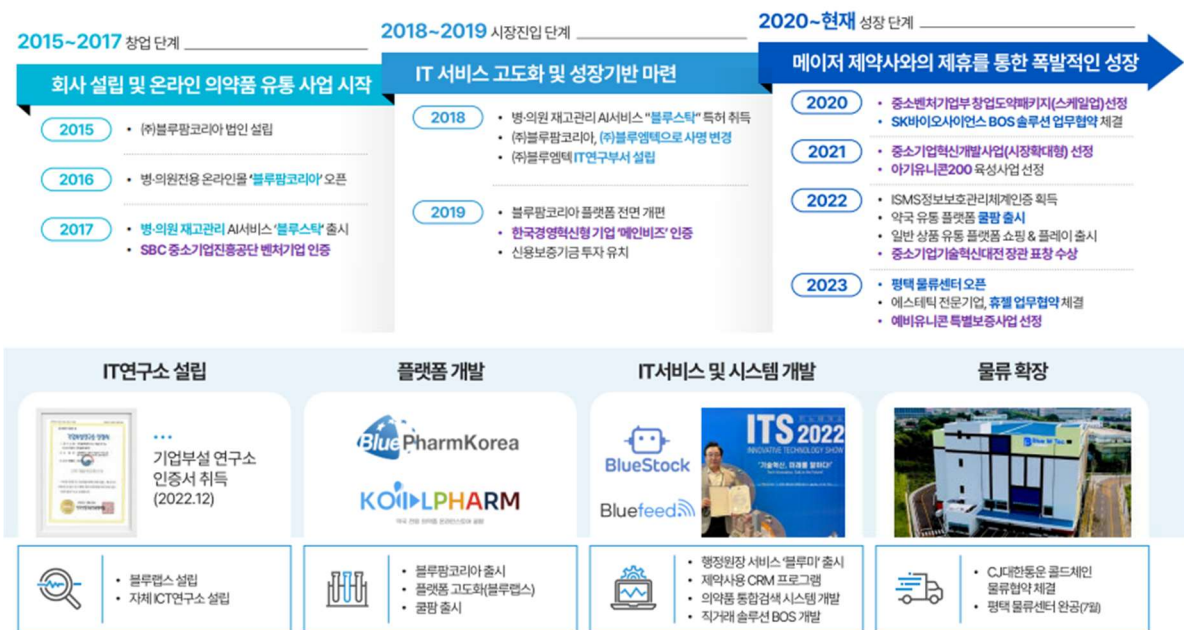 2015~2017 창업 단계
회사 설립 및 온라인 의약품 유통 사업 시작
2015
• ㈜블루팜코리아 법인 설립
2016
• 병·의원전용 온라인몰 '블루팜코리아' 오픈
2017
• 병·의원 재고관리 AI서비스 '블루스탁' 출시
• SBC 중소기업진흥공단 벤처기업 인증
2018~2019 시장진입 단계
IT 서비스 고도화 및 성장기반 마련
2018
• 병·의원 재고관리 AI서비스 "블루스탁" 특허 취득
• ㈜블루팜코리아, ㈜블루엠텍으로 사명 변경
• ㈜블루엠텍 IT연구부서 설립
2019
• 블루팜코리아 플랫폼 전면 개편
• 한국경영혁신형 기업 '메인비즈' 인증
• 신용보증기금 투자 유치
2020~현재 성장 단계
메이저 제약사와의 제휴를 통한 폭발적인 성장
2020
• 중소벤처기업부 창업도약패키지(스케일업)선정
• SK바이오사이언스 BOS 솔루션 업무협약 체결
2021
• 중소기업혁신개발사업(시장확대형) 선정
• 아기유니콘200 육성사업 선정
2022
• ISMS정보보호관리체계인증 획득
• 약국 유통 플랫폼 쿨팜 출시
• 일반 상품 유통 플랫폼 쇼핑 & 플레이 출시
• 중소기업기술혁신대전 장관 표창 수상
2023
• 평택 물류센터 오픈
• 에스테틱 전문기업, 휴젤 업무협약 체결
• 예비유니콘 특별보증사업 선정
IT연구소 설립
기업부설 연구소
인증서 취득
(2022.12)
• 블루랩스 설립
• 자체 ICT연구소 설립
플랫폼 개발
BluePharmKorea
KOOLPHARM
• 블루팜코리아 출시
• 플랫폼 고도화(블루랩스)
• 쿨팜 출시
IT서비스 및 시스템 개발
BlueStock
Bluefeed
ITS 2022
INNOVATIVE TECHNOLOGY SHOW
"기술혁신, 미래를 말하다!"
• 행정원장 서비스 '블루미' 출시
• 제약사용 CRM 프로그램
• 의약품 통합검색 시스템 개발
• 직거래 솔루션 BOS 개발
물류 확장
Blue M Tec
• CJ대한통운 콜드체인
물류협약 체결
• 평택 물류센터 완공(7월)